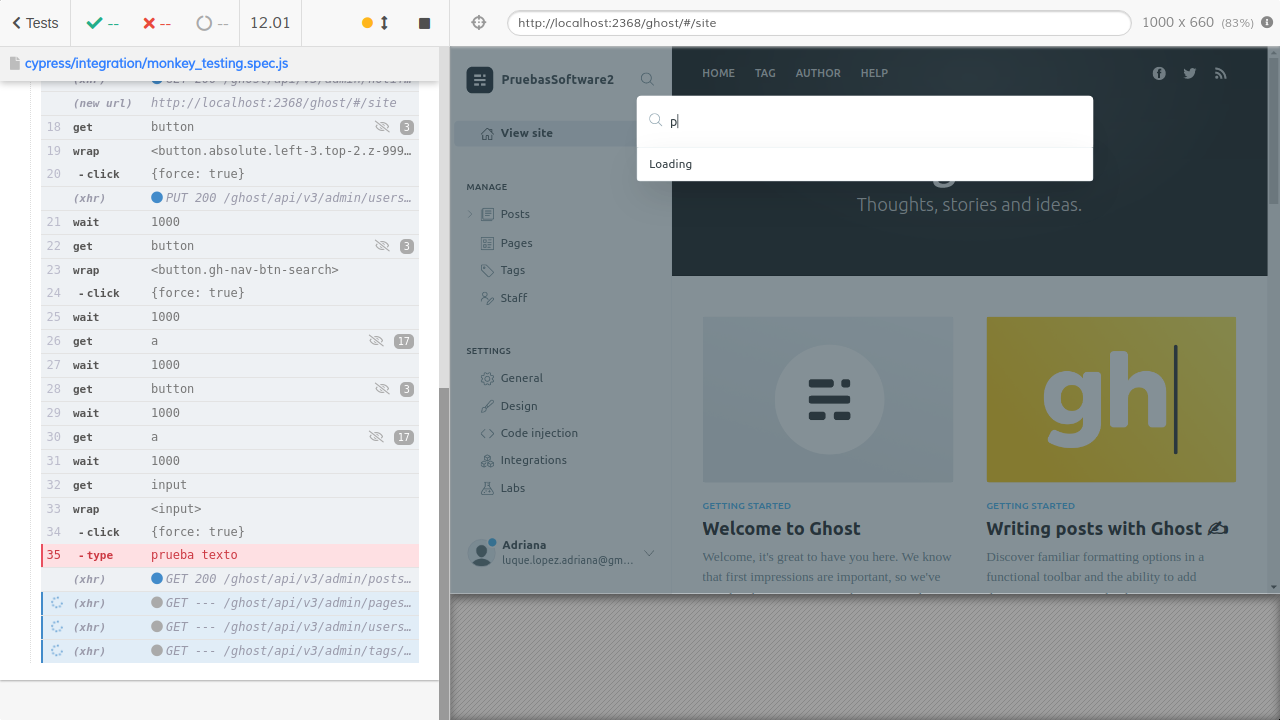 Tests
--
--
--
12.01
cypress/integration/monkey_testing.spec.js
(new url) http://localhost:2368/ghost/#/site
18 get button 3
19 wrap <button.absolute.left-3.top-2.z-999…
20 -click {force: true}
(xhr) PUT 200 /ghost/api/v3/admin/users…
21 wait 1000
22 get button 3
23 wrap <button.gh-nav-btn-search>
24 -click {force: true}
25 wait 1000
26 get a 17
27 wait 1000
28 get button 3
29 wait 1000
30 get a 17
31 wait 1000
32 get input
33 wrap <input>
34 -click {force: true}
35 -type prueba texto
(xhr) GET 200 /ghost/api/v3/admin/posts…
(xhr) GET --- /ghost/api/v3/admin/pages…
(xhr) GET --- /ghost/api/v3/admin/users…
(xhr) GET --- /ghost/api/v3/admin/tags/…
http://localhost:2368/ghost/#/site
1000 x 660 (83%)
PruebasSoftware2
View site
MANAGE
Posts
Pages
Tags
Staff
SETTINGS
General
Design
Code injection
Integrations
Labs
Adriana
luque.lopez.adriana@gm...
HOME TAG AUTHOR HELP
p
Loading
Thoughts, stories and ideas.
gh
GETTING STARTED
Welcome to Ghost
Welcome, it's great to have you here. We know
that first impressions are important, so we've
GETTING STARTED
Writing posts with Ghost ✍
Discover familiar formatting options in a
functional toolbar and the ability to add